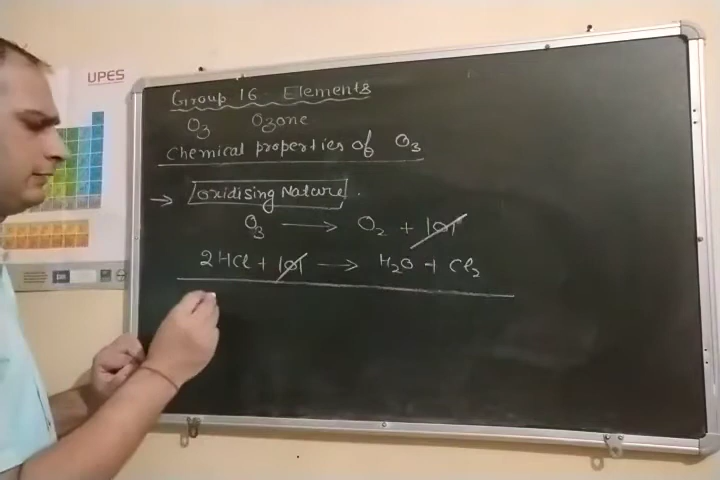 UPES
Group 16 Elements
O₃ Ozone
Chemical properties of O₃
→ Oxidising Nature .
O₃ → O₂ + |O|
2HCl + |O| → H₂O + Cl₂